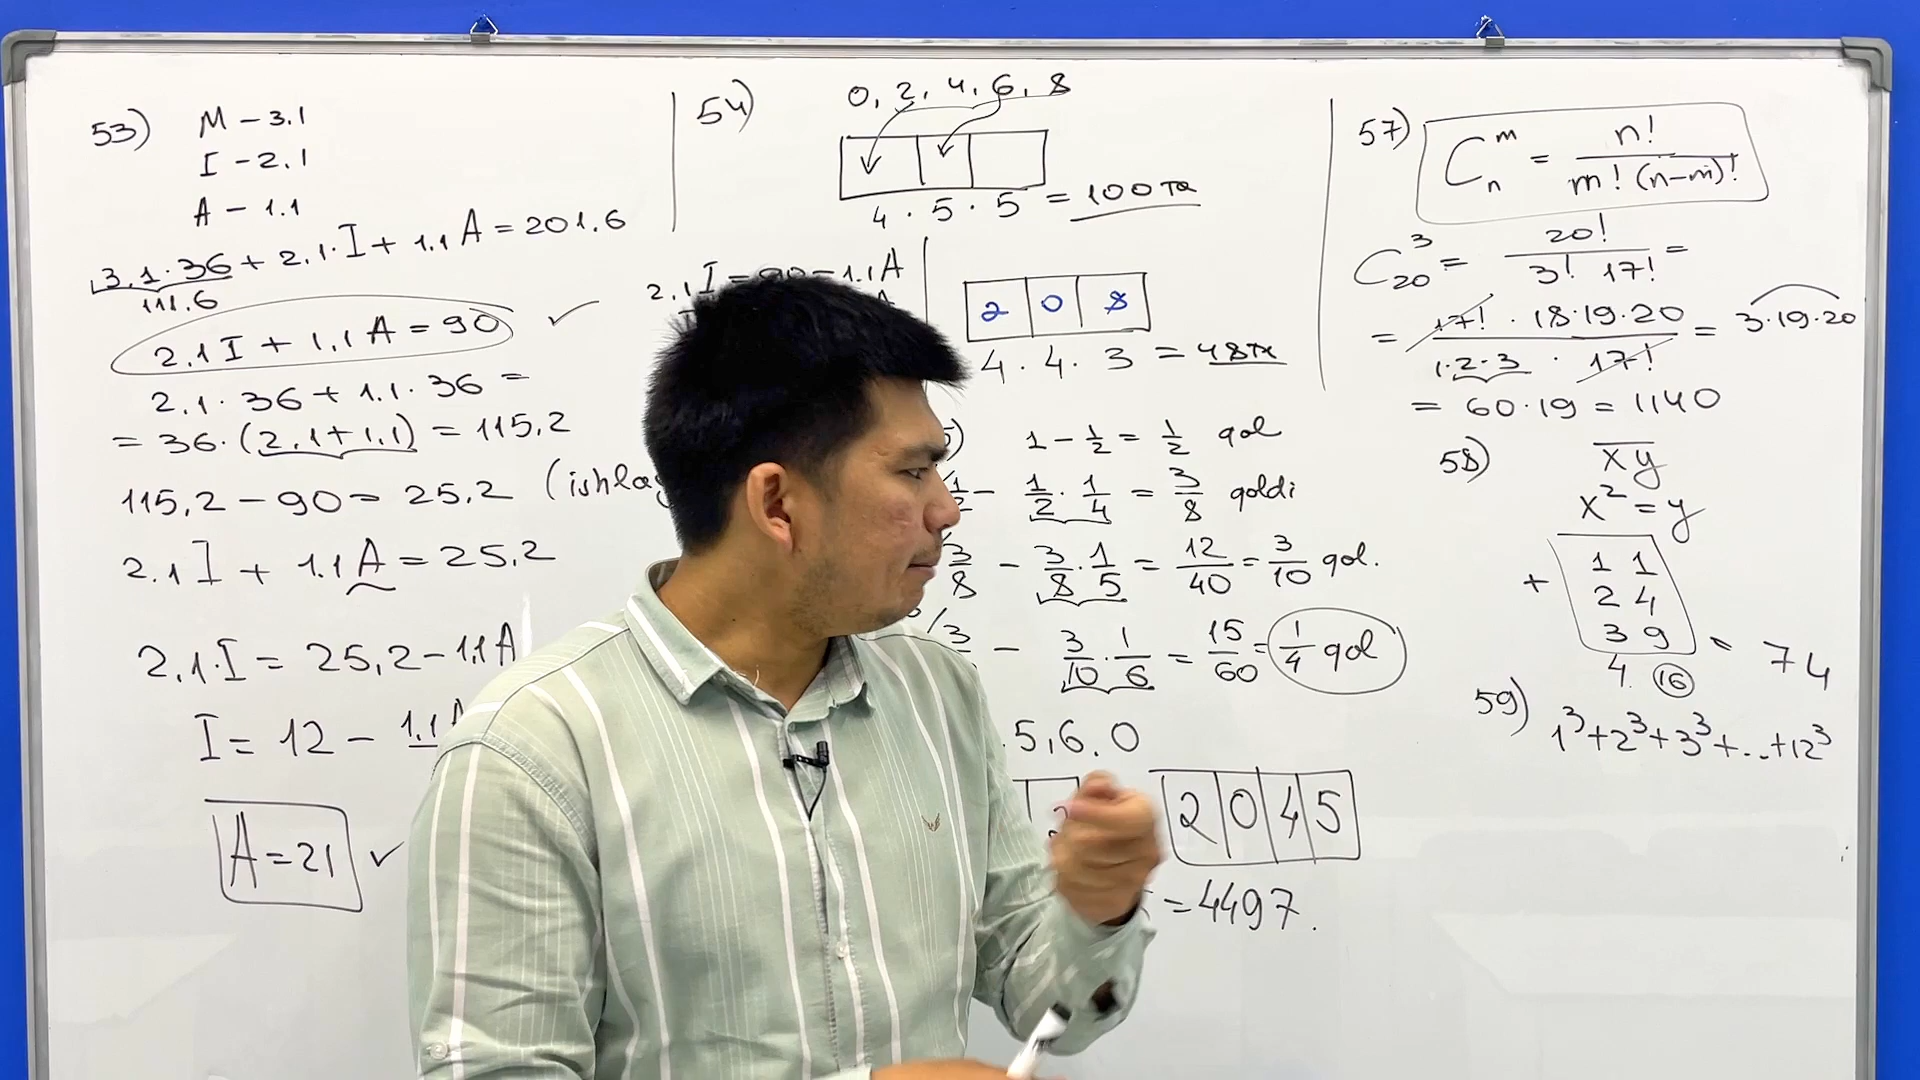 53) M - 3.1
I - 2.1
A - 1.1
3.1·36 + 2.1·I + 1.1 A = 201.6
111.6
2.1 I + 1.1 A = 90 ✓
2.1·36 + 1.1·36 =
= 36·(2.1+1.1) = 115,2
115,2 - 90 = 25,2
2.1 I + 1.1 A = 25,2
2.1·I = 25,2 - 1.1 A
I = 12 -
A = 21 ✓
54) 0, 2, 4, 6, 8
4 · 5 · 5 = 100 та
2.1 I = 90 - 1.1 A
2 0 8
4 · 4 · 3 = 48 та
1 - 1/2 = 1/2 qol
1/2 - 1/2 · 1/4 = 3/8 qoldi
3/8 - 3/8 · 1/5 = 12/40 = 3/10 qol.
- 3/10 · 1/6 = 15/60 = 1/4 qol
5, 6, 0
2 0 4 5
= 4497.
57) C_n^m = n! / m! (n-m)!
C_20^3 = 20! / 3! 17! =
= 17! · 18·19·20 / 1·2·3 · 17! = 3·19·20
= 60·19 = 1140
58) xy
x² = y
+ 1 1
2 4
3 9 = 74
4. 16
59) 1³+2³+3³+...+12³